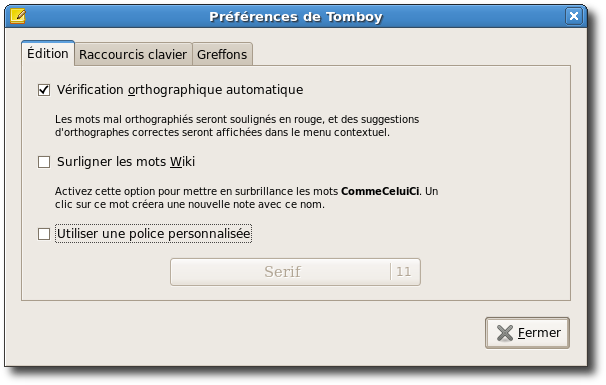 Préférences de Tomboy
Édition
Raccourcis clavier
Greffons
Vérification orthographique automatique
Les mots mal orthographiés seront soulignés en rouge, et des suggestions
d'orthographes correctes seront affichées dans le menu contextuel.
Surligner les mots Wiki
Activez cette option pour mettre en surbrillance les mots CommeCeluiCi. Un
clic sur ce mot créera une nouvelle note avec ce nom.
Utiliser une police personnalisée
Serif 11
Fermer